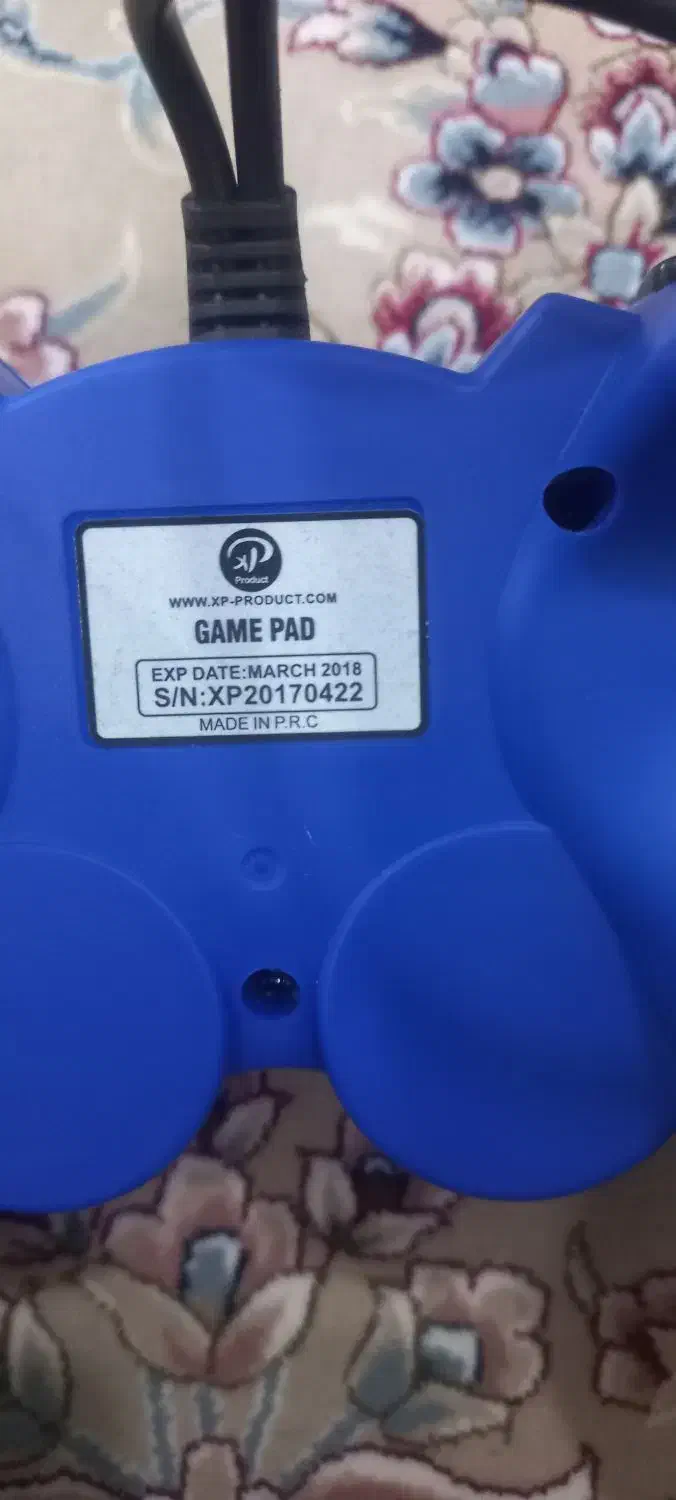 XP
Product
WWW.XP-PRODUCT.COM
GAME PAD
EXP DATE:MARCH 2018
S/N:XP20170422
MADE IN P.R.C